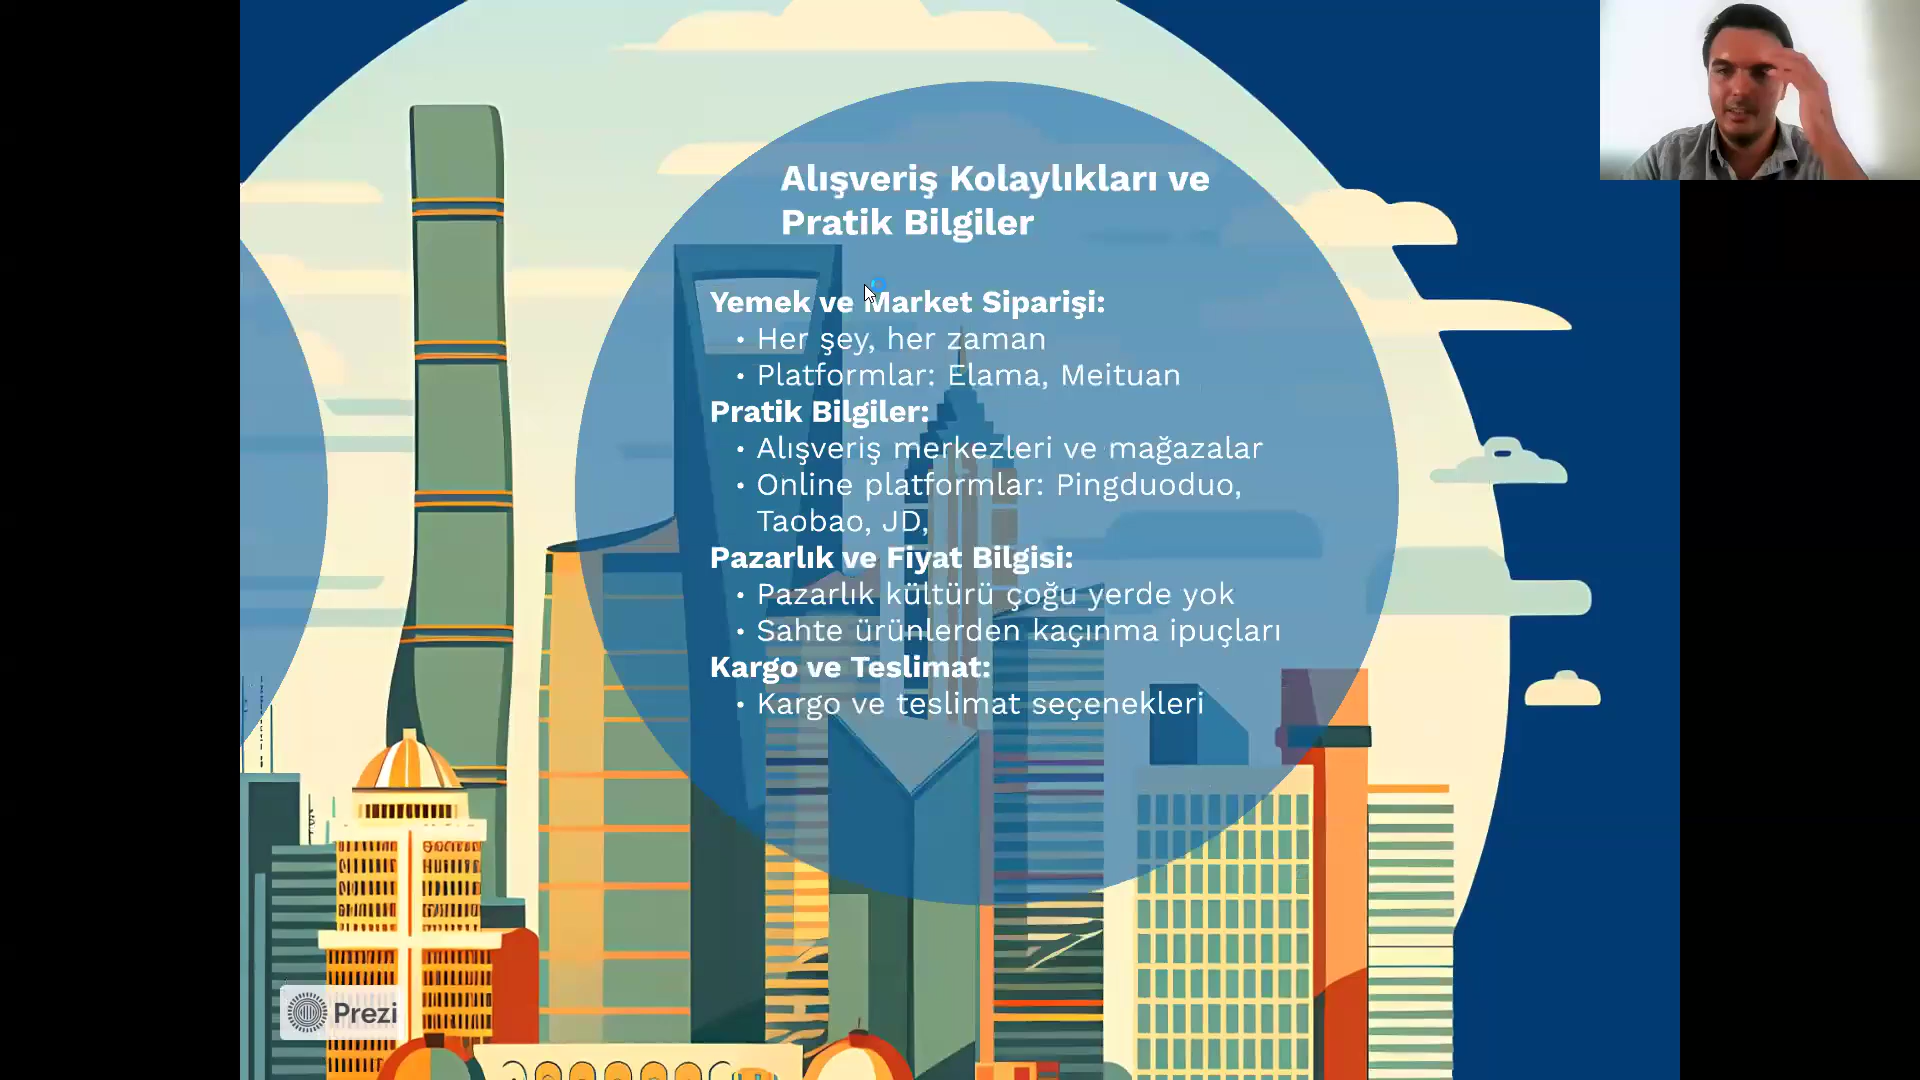 Alışveriş Kolaylıkları ve
Pratik Bilgiler
Yemek ve Market Siparişi:
• Her şey, her zaman
• Platformlar: Elama, Meituan
Pratik Bilgiler:
• Alışveriş merkezleri ve mağazalar
• Online platformlar: Pingduoduo,
Taobao, JD,
Pazarlık ve Fiyat Bilgisi:
• Pazarlık kültürü çoğu yerde yok
• Sahte ürünlerden kaçınma ipuçları
Kargo ve Teslimat:
• Kargo ve teslimat seçenekleri
Prezi